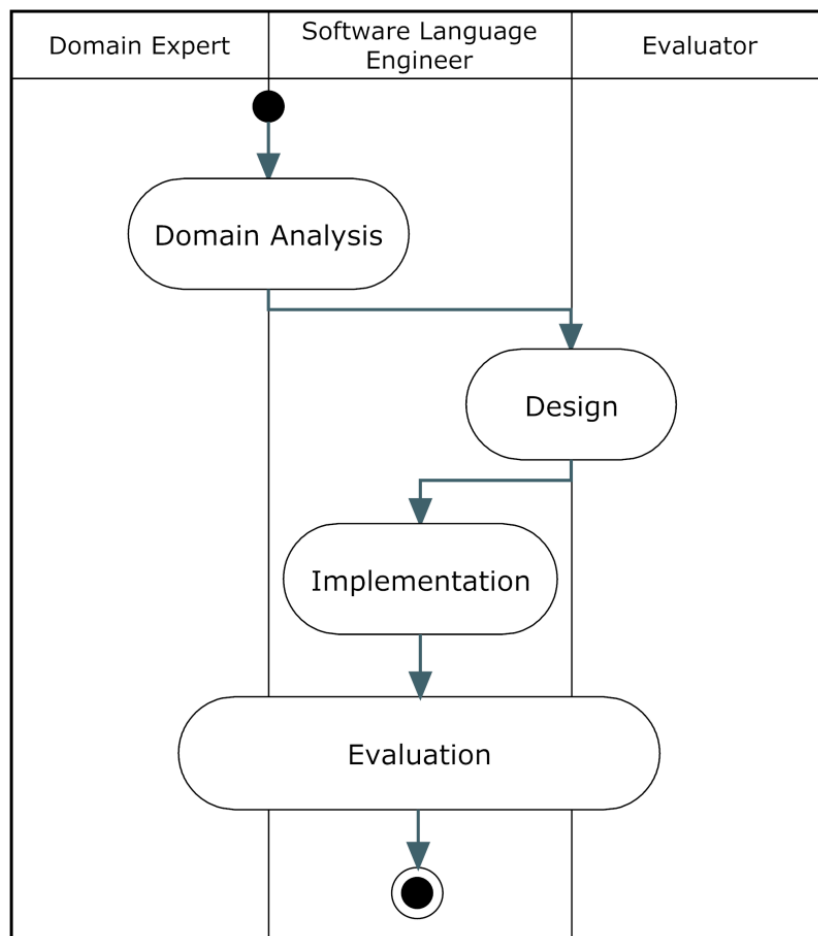 Domain Expert
Software Language
Engineer
Evaluator
Domain Analysis
Design
Implementation
Evaluation